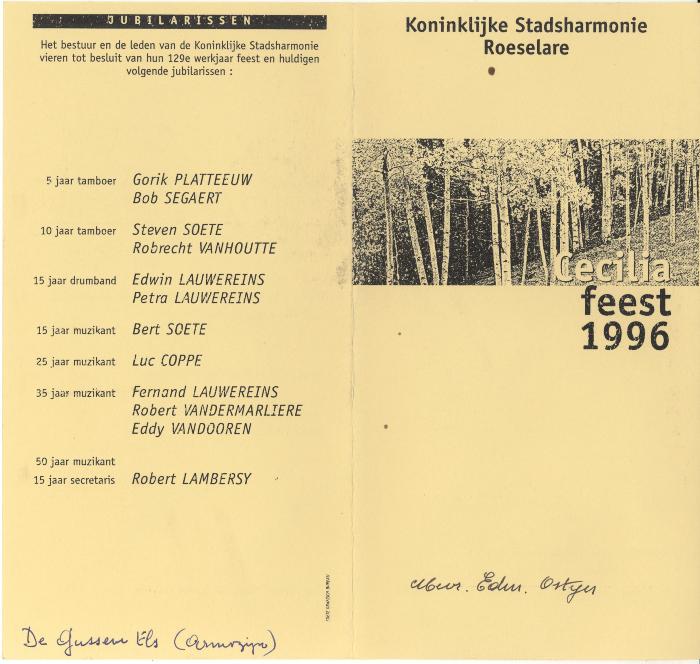 JUBILARISSEN
Het bestuur en de leden van de Koninklijke Stadsharmonie
vieren tot besluit van hun 129e werkjaar feest en huldigen
volgende jubilarissen :
5 jaar tamboer Gorik PLATTEEUW
Bob SEGAERT
10 jaar tamboer Steven SOETE
Robrecht VANHOUTTE
15 jaar drumband Edwin LAUWEREINS
Petra LAUWEREINS
15 jaar muzikant Bert SOETE
25 jaar muzikant Luc COPPE
35 jaar muzikant Fernand LAUWEREINS
Robert VANDERMARLIERE
Eddy VANDOOREN
50 jaar muzikant
15 jaar secretaris Robert LAMBERSY
De Gussem Els
Koninklijke Stadsharmonie
Roeselare
Cecilia
feest
1996
Edm. Ostyn